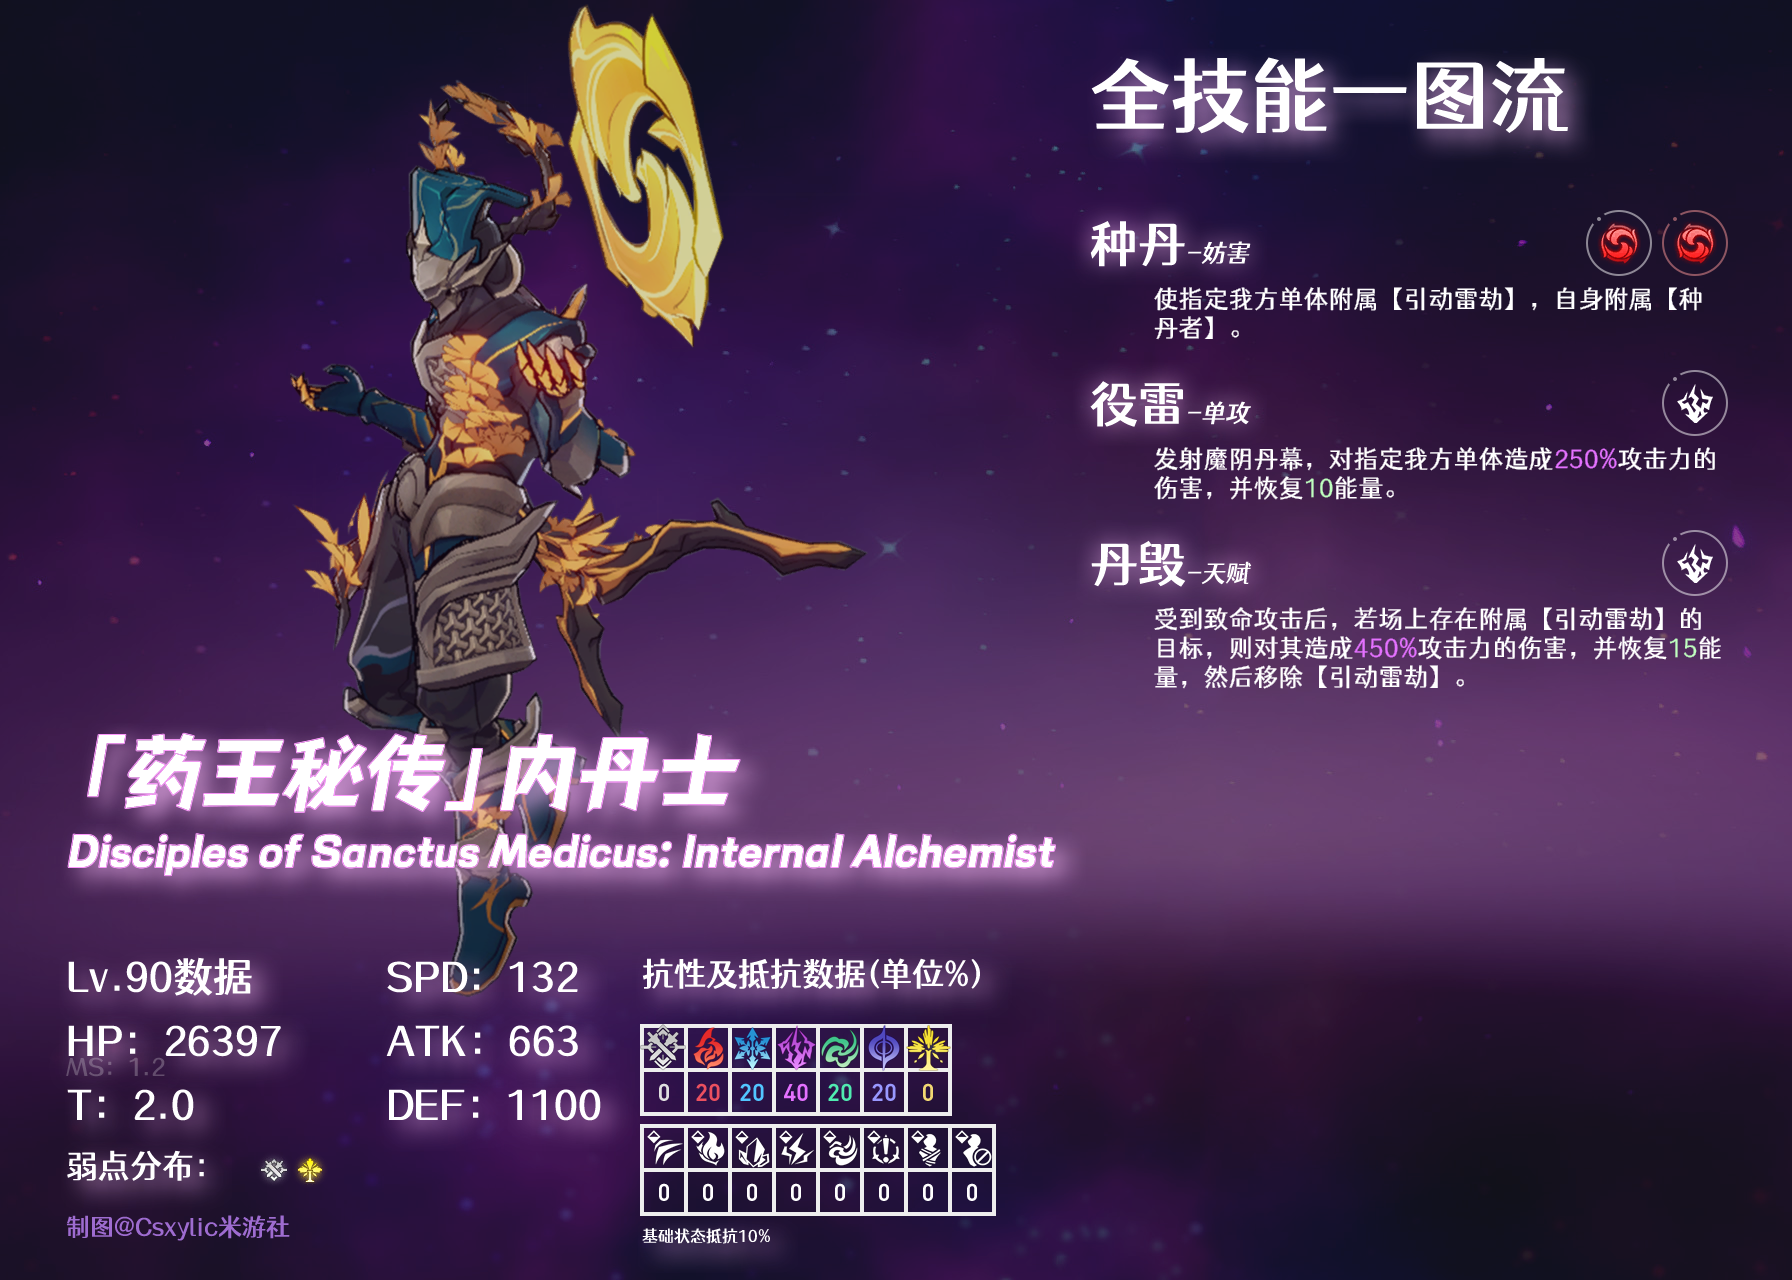 全技能一图流
种丹-妨害
使指定我方单体附属【引动雷劫】，自身附属【种
丹者】。
役雷-单攻
发射魔阴丹幕，对指定我方单体造成250%攻击力的
伤害，并恢复10能量。
丹毁-天赋
受到致命攻击后，若场上存在附属【引动雷劫】的
目标，则对其造成450%攻击力的伤害，并恢复15能
量，然后移除【引动雷劫】。
「药王秘传」内丹士
Disciples of Sanctus Medicus: Internal Alchemist
Lv.90数据
SPD: 132
HP: 26397
ATK: 663
MS: 1.2
T: 2.0
DEF: 1100
弱点分布:
制图@Csxylic米游社
抗性及抵抗数据(单位%)
0 20 20 40 20 20 0
0 0 0 0 0 0 0 0
基础状态抵抗10%